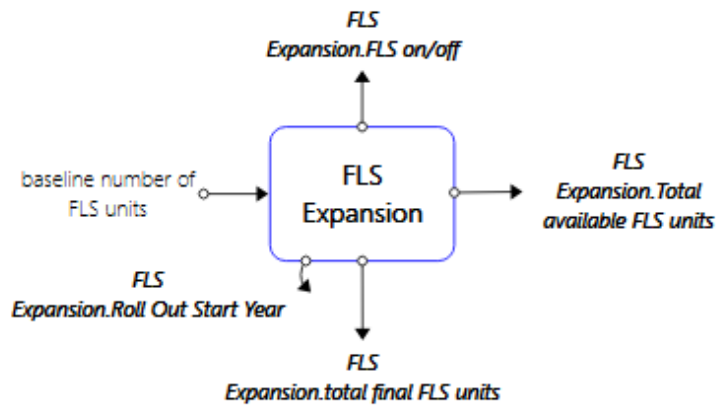 FLS
Expansion.FLS on/off
FLS
Expansion
baseline number of
FLS units
FLS
Expansion.Total
available FLS units
FLS
Expansion.Roll Out Start Year
FLS
Expansion.total final FLS units